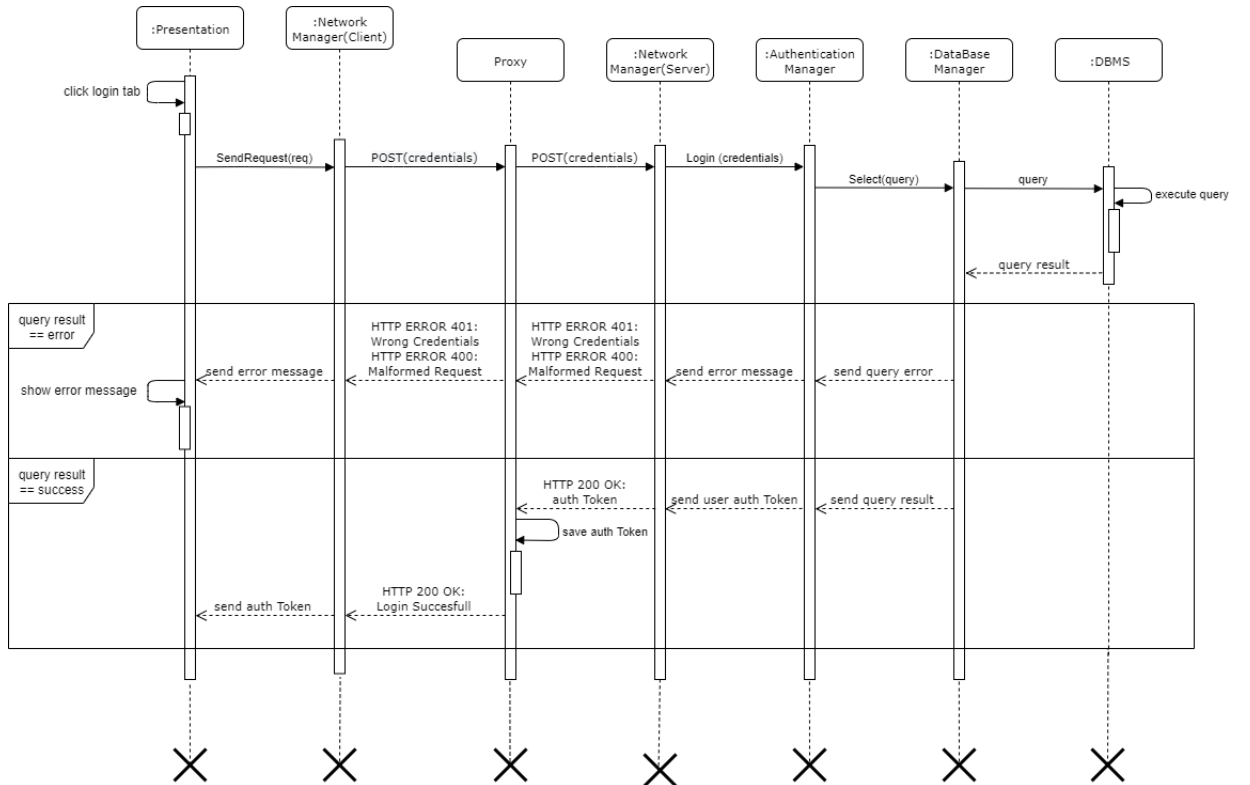 :Presentation
:Network
Manager(Client)
Proxy
:Network
Manager(Server)
:Authentication
Manager
:DataBase
Manager
:DBMS
click login tab
SendRequest(req)
POST(credentials)
POST(credentials)
Login (credentials)
Select(query)
query
execute query
query result
query result
== error
HTTP ERROR 401:
Wrong Credentials
HTTP ERROR 400:
Malformed Request
HTTP ERROR 401:
Wrong Credentials
HTTP ERROR 400:
Malformed Request
send error message
send error message
send query error
show error message
query result
== success
HTTP 200 OK:
auth Token
send user auth Token
send query result
save auth Token
HTTP 200 OK:
Login Succesfull
send auth Token